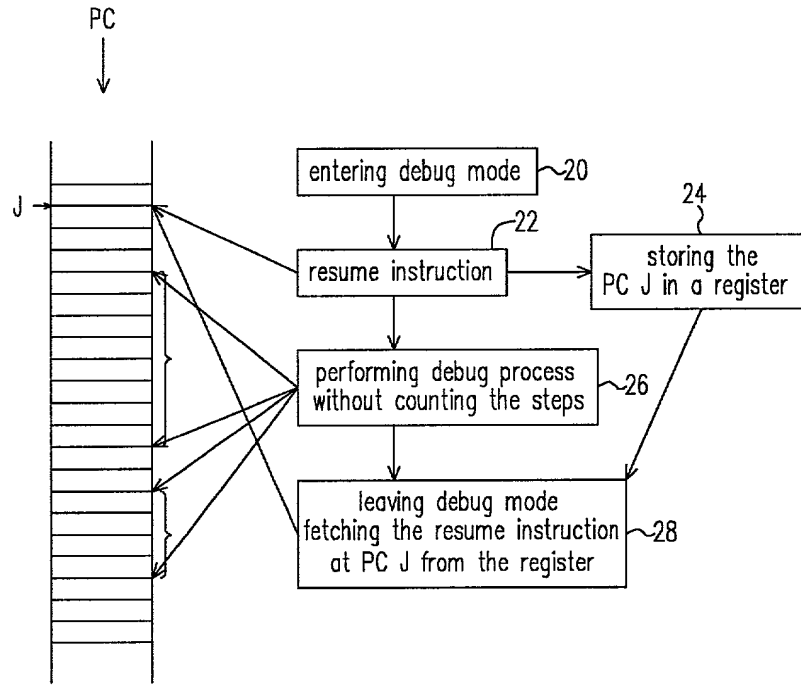 PC
J
entering debug mode
20
22
resume instruction
24
storing the
PC J in a register
performing debug process
without counting the steps
26
leaving debug mode
fetching the resume instruction
at PC J from the register
28